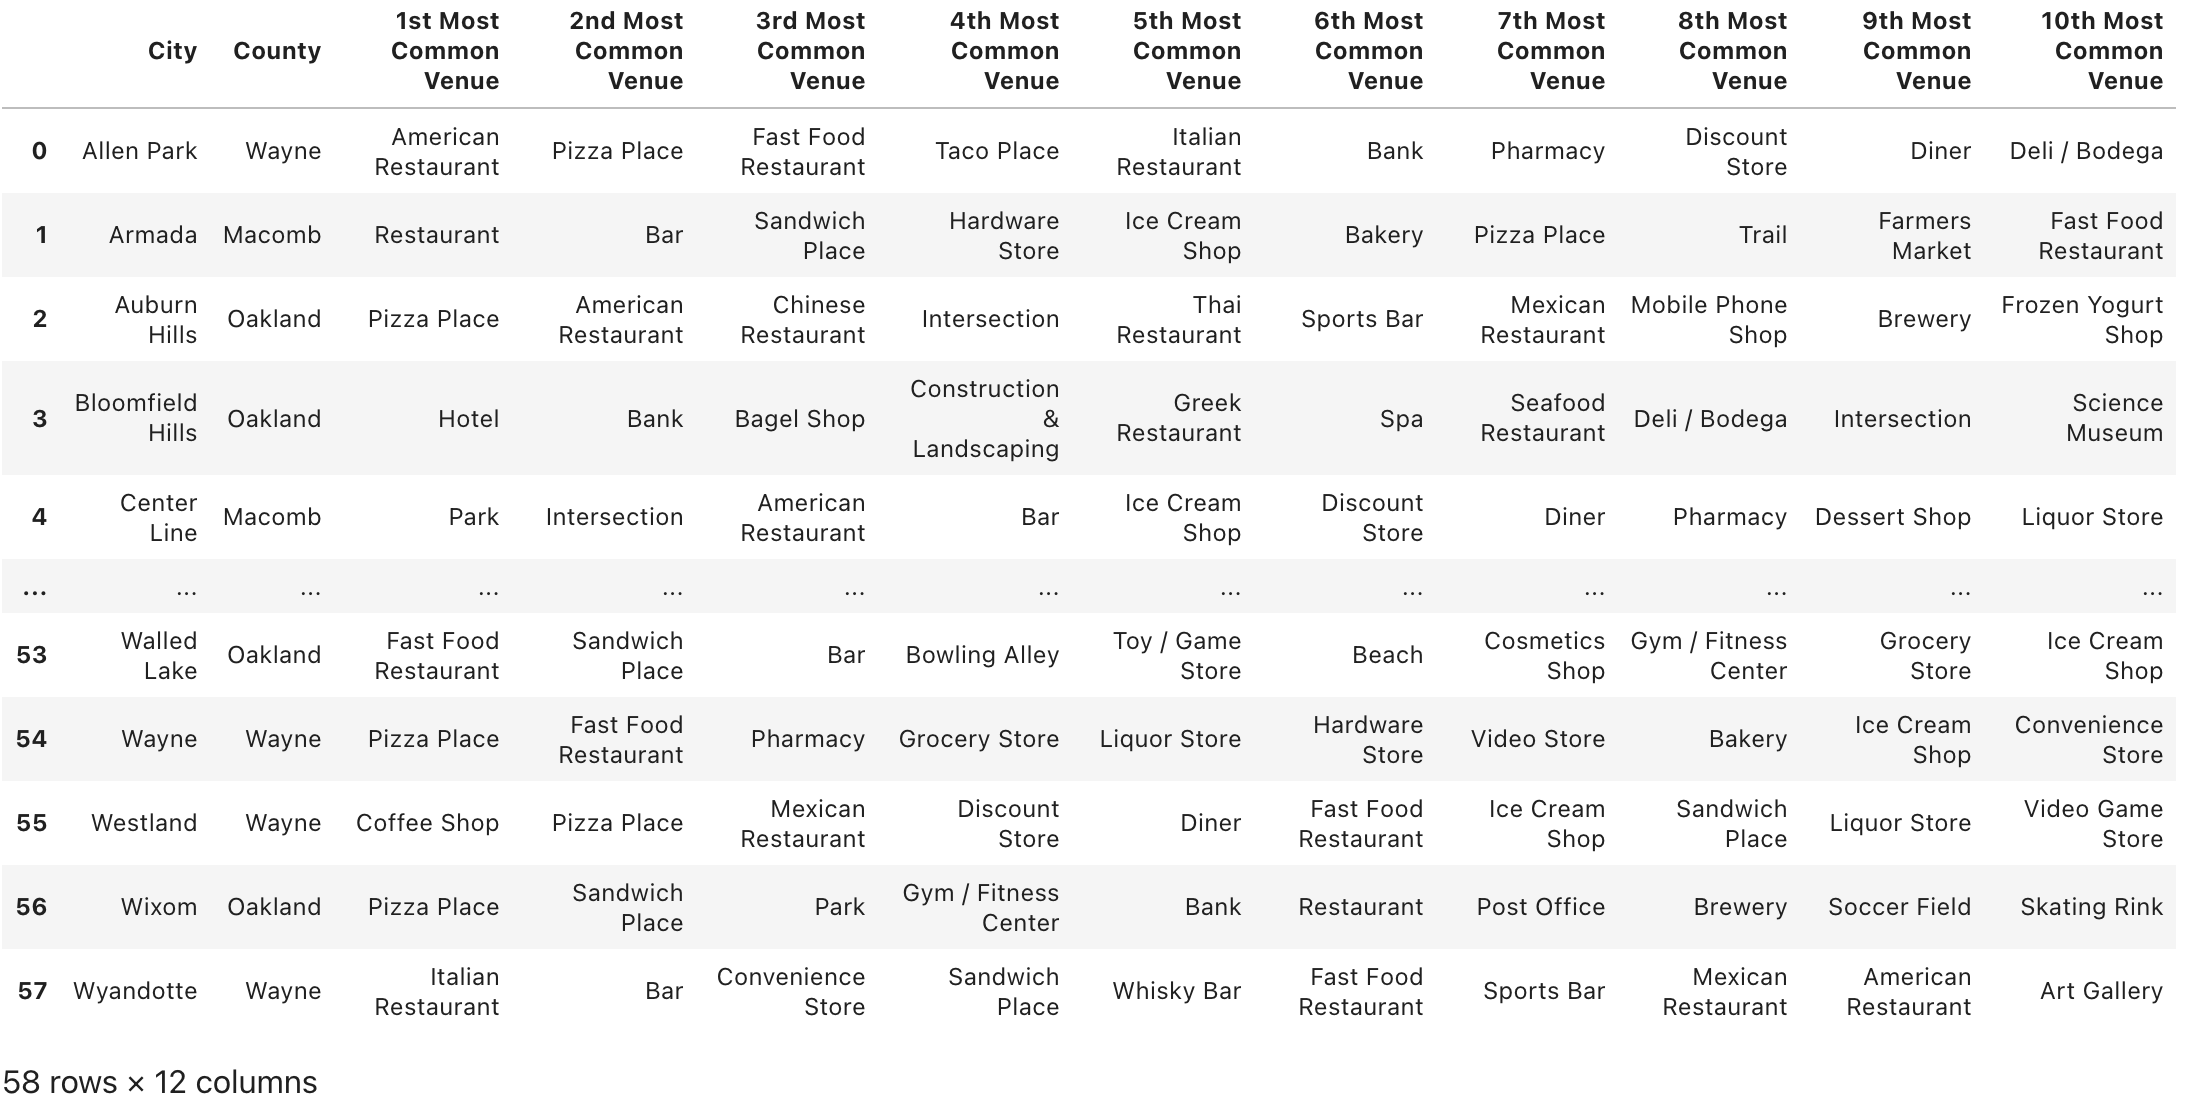 City County 1st Most Common Venue 2nd Most Common Venue 3rd Most Common Venue 4th Most Common Venue 5th Most Common Venue 6th Most Common Venue 7th Most Common Venue 8th Most Common Venue 9th Most Common Venue 10th Most Common Venue
0 Allen Park Wayne American Restaurant Pizza Place Fast Food Restaurant Taco Place Italian Restaurant Bank Pharmacy Discount Store Diner Deli / Bodega
1 Armada Macomb Restaurant Bar Sandwich Place Hardware Store Ice Cream Shop Bakery Pizza Place Trail Farmers Market Fast Food Restaurant
2 Auburn Hills Oakland Pizza Place American Restaurant Chinese Restaurant Intersection Thai Restaurant Sports Bar Mexican Restaurant Mobile Phone Shop Brewery Frozen Yogurt Shop
3 Bloomfield Hills Oakland Hotel Bank Bagel Shop Construction & Landscaping Greek Restaurant Spa Seafood Restaurant Deli / Bodega Intersection Science Museum
4 Center Line Macomb Park Intersection American Restaurant Bar Ice Cream Shop Discount Store Diner Pharmacy Dessert Shop Liquor Store
... ... ... ... ... ... ... ... ... ... ... ... ...
53 Walled Lake Oakland Fast Food Restaurant Sandwich Place Bar Bowling Alley Toy / Game Store Beach Cosmetics Shop Gym / Fitness Center Grocery Store Ice Cream Shop
54 Wayne Wayne Pizza Place Fast Food Restaurant Pharmacy Grocery Store Liquor Store Hardware Store Video Store Bakery Ice Cream Shop Convenience Store
55 Westland Wayne Coffee Shop Pizza Place Mexican Restaurant Discount Store Diner Fast Food Restaurant Ice Cream Shop Sandwich Place Liquor Store Video Game Store
56 Wixom Oakland Pizza Place Sandwich Place Park Gym / Fitness Center Bank Restaurant Post Office Brewery Soccer Field Skating Rink
57 Wyandotte Wayne Italian Restaurant Bar Convenience Store Sandwich Place Whisky Bar Fast Food Restaurant Sports Bar Mexican Restaurant American Restaurant Art Gallery
58 rows × 12 columns